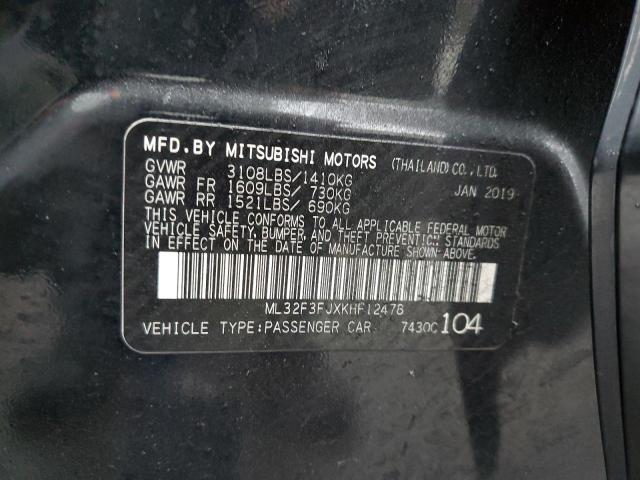 MFD.BY MITSUBISHI MOTORS (THAILAND)CO.,LTD.
GVWR 3108LBS/1410KG JAN 2019
GAWR FR 1609LBS/ 730KG
GAWR RR 1521LBS/ 690KG
THIS VEHICLE CONFORMS TO ALL APPLICABLE FEDERAL MOTOR
VEHICLE SAFETY, BUMPER, AND THEFT PREVENTION STANDARDS
IN EFFECT ON THE DATE OF MANUFACTURE SHOWN ABOVE.
ML32F3FJXKHF12476
VEHICLE TYPE:PASSENGER CAR 7430C 104